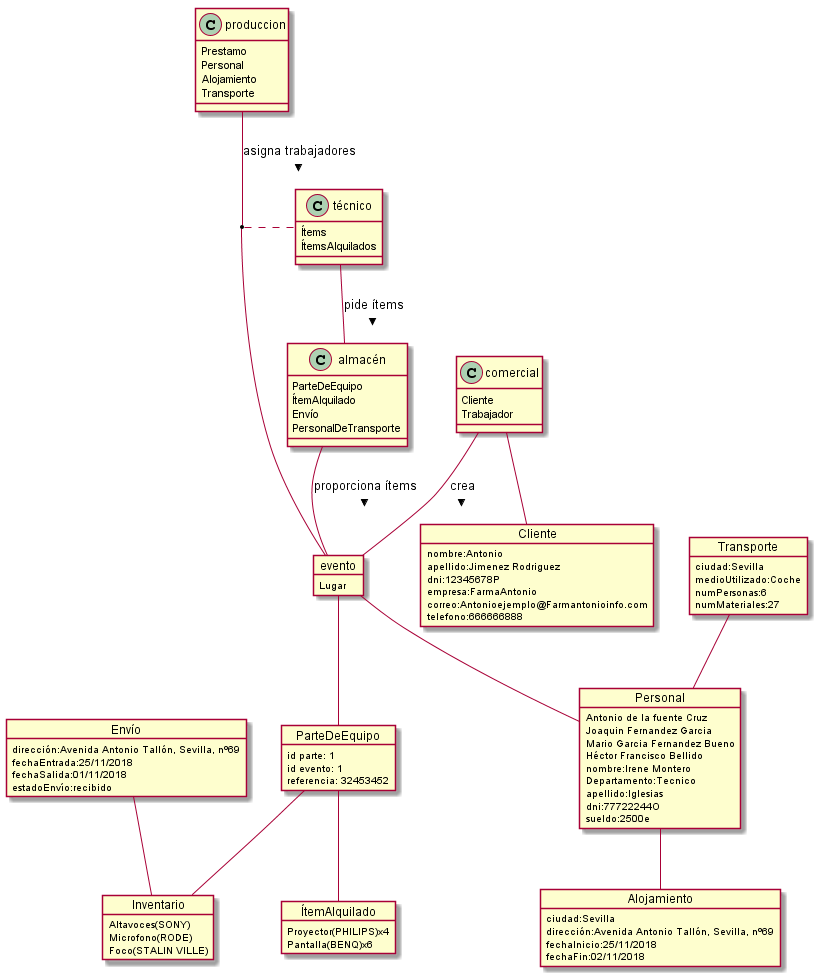 C produccion
Prestamo
Personal
Alojamiento
Transporte
asigna trabajadores
▼
C técnico
Ítems
ÍtemsAlquilados
pide ítems
▼
C almacén
ParteDeEquipo
ÍtemAlquilado
Envío
PersonalDeTransporte
C comercial
Cliente
Trabajador
proporciona ítems
▼
crea
▼
evento
Lugar
Cliente
nombre:Antonio
apellido:Jimenez Rodriguez
dni:12345678P
empresa:FarmaAntonio
correo:Antonioejemplo@Farmantonioinfo.com
telefono:666666888
Transporte
ciudad:Sevilla
medioUtilizado:Coche
numPersonas:6
numMateriales:27
Personal
Antonio de la fuente Cruz
Joaquin Fernandez Garcia
Mario Garcia Fernandez Bueno
Héctor Francisco Bellido
nombre:Irene Montero
Departamento:Tecnico
apellido:Iglesias
dni:777222440
sueldo:2500e
Envío
dirección:Avenida Antonio Tallón, Sevilla, nº69
fechaEntrada:25/11/2018
fechaSalida:01/11/2018
estadoEnvío:recibido
ParteDeEquipo
id parte: 1
id evento: 1
referencia: 32453452
Inventario
Altavoces(SONY)
Microfono(RODE)
Foco(STALIN VILLE)
ÍtemAlquilado
Proyector(PHILIPS)x4
Pantalla(BENQ)x6
Alojamiento
ciudad:Sevilla
dirección:Avenida Antonio Tallón, Sevilla, nº69
fechaInicio:25/11/2018
fechaFin:02/11/2018